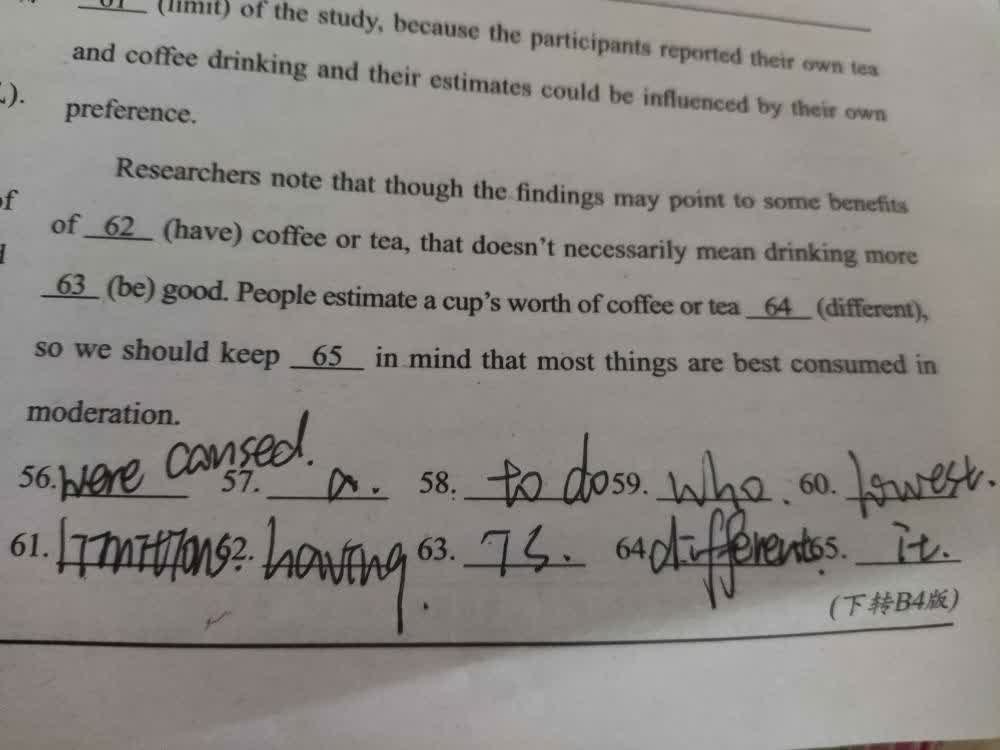 61 (limit) of the study, because the participants reported their own tea
and coffee drinking and their estimates could be influenced by their own
preference.
Researchers note that though the findings may point to some benefits
of 62 (have) coffee or tea, that doesn't necessarily mean drinking more
63 (be) good. People estimate a cup's worth of coffee or tea 64 (different),
so we should keep 65 in mind that most things are best consumed in
moderation.
56. were caused. 57. a. 58. to do 59. who. 60. lowest.
61. limitions 62. having. 63. is. 64 differents. 65. it.
(下转B4版)